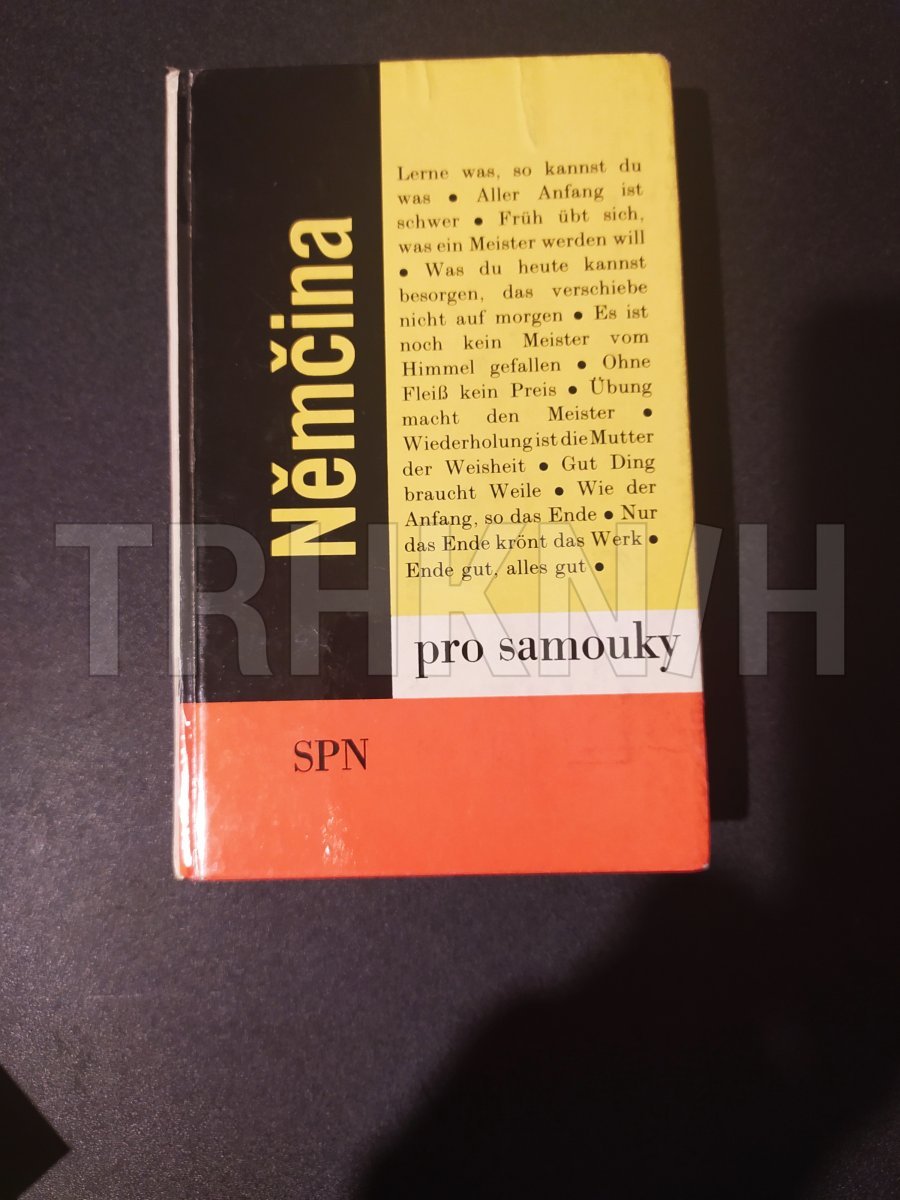 Němčina
Lerne was, so kannst du
was • Aller Anfang ist
schwer • Früh übt sich,
was ein Meister werden will
• Was du heute kannst
besorgen, das verschiebe
nicht auf morgen • Es ist
noch kein Meister vom
Himmel gefallen • Ohne
Fleiß kein Preis • Übung
macht den Meister •
Wiederholung ist die Mutter
der Weisheit • Gut Ding
braucht Weile • Wie der
Anfang, so das Ende • Nur
das Ende krönt das Werk •
Ende gut, alles gut •
TRHKN/H
pro samouky
SPN